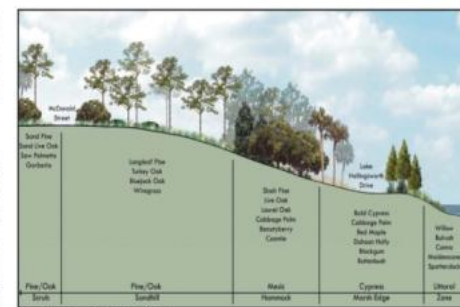 McDonald
Street
Sand Pine
Sand Live Oak
Saw Palmetto
Garberia
Longleaf Pine
Turkey Oak
Bluejack Oak
Wiregrass
Slash Pine
Live Oak
Laurel Oak
Cabbage Palm
Beautyberry
Coontie
Lake
Hollingsworth
Drive
Bald Cypress
Cabbage Palm
Red Maple
Dahoon Holly
Blackgum
Buttonbush
Willow
Bulrush
Canna
Maidencane
Spatterdock
Pine/Oak
Scrub
Pine/Oak
Sandhill
Mesic
Hammock
Cypress
Marsh Edge
Littoral
Zone